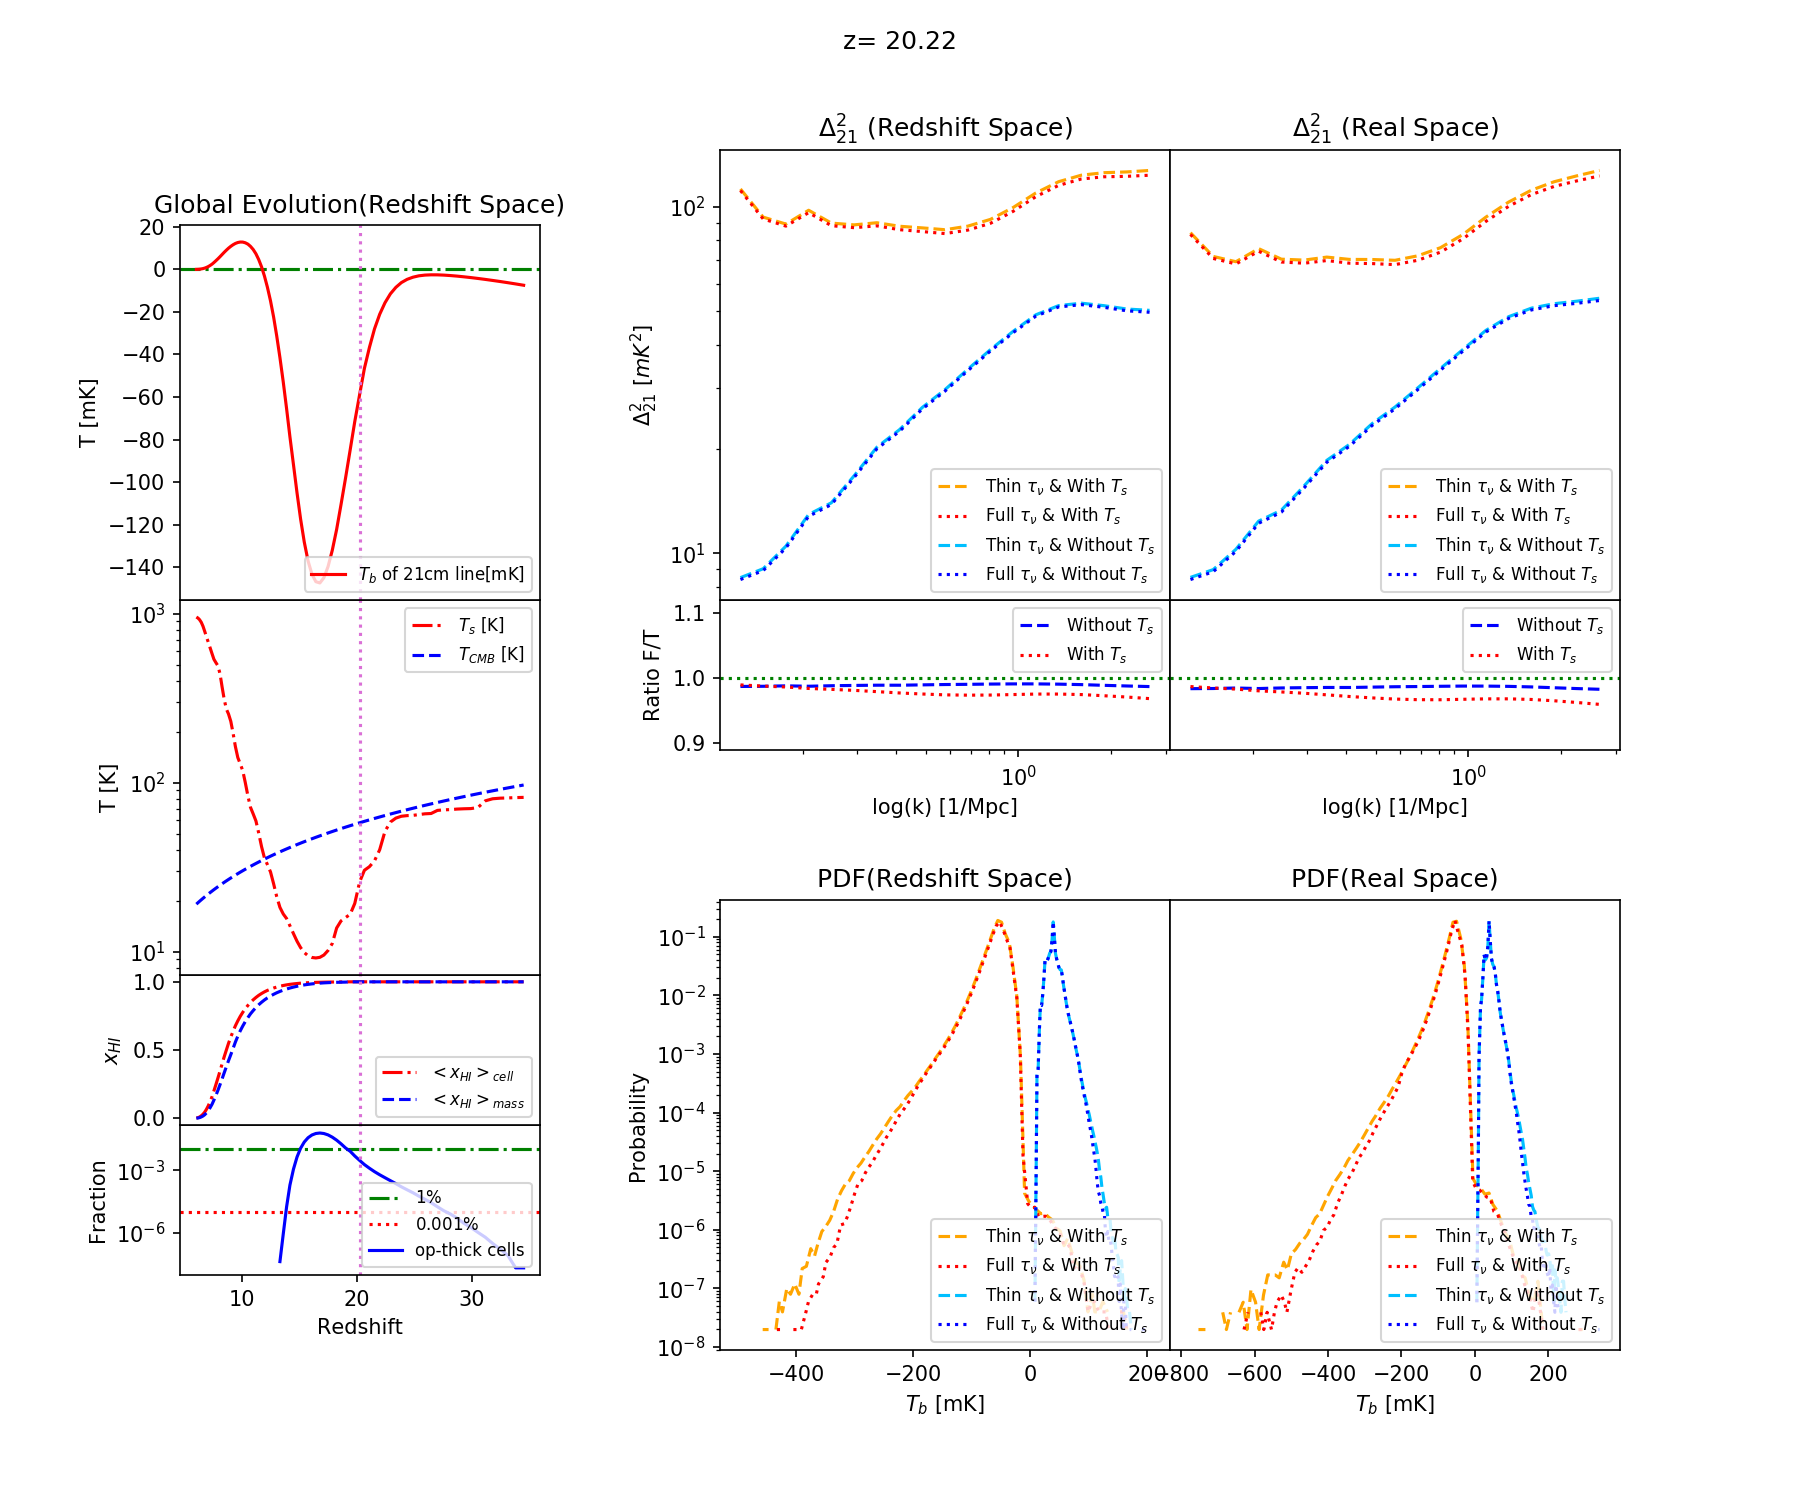 z= 20.22
Global Evolution(Redshift Space)
20
0
−20
−40
−60
−80
−100
−120
−140
T [mK]
T_b of 21cm line[mK]
10^3
10^2
10^1
T [K]
T_s [K]
T_CMB [K]
1.0
0.5
0.0
x_HI
< x_HI >_cell
< x_HI >_mass
10^−3
10^−6
Fraction
1%
0.001%
op-thick cells
10 20 30
Redshift
Δ^2_21 (Redshift Space)
10^2
10^1
Δ^2_21 [mK^2]
Thin τ_ν & With T_s
Full τ_ν & With T_s
Thin τ_ν & Without T_s
Full τ_ν & Without T_s
Δ^2_21 (Real Space)
Thin τ_ν & With T_s
Full τ_ν & With T_s
Thin τ_ν & Without T_s
Full τ_ν & Without T_s
1.1
1.0
0.9
Ratio F/T
Without T_s
With T_s
10^0
log(k) [1/Mpc]
Without T_s
With T_s
10^0
log(k) [1/Mpc]
PDF(Redshift Space)
10^−1
10^−2
10^−3
10^−4
10^−5
10^−6
10^−7
10^−8
Probability
Thin τ_ν & With T_s
Full τ_ν & With T_s
Thin τ_ν & Without T_s
Full τ_ν & Without T_s
−400 −200 0 200
T_b [mK]
PDF(Real Space)
Thin τ_ν & With T_s
Full τ_ν & With T_s
Thin τ_ν & Without T_s
Full τ_ν & Without T_s
−800 −600 −400 −200 0 200
T_b [mK]